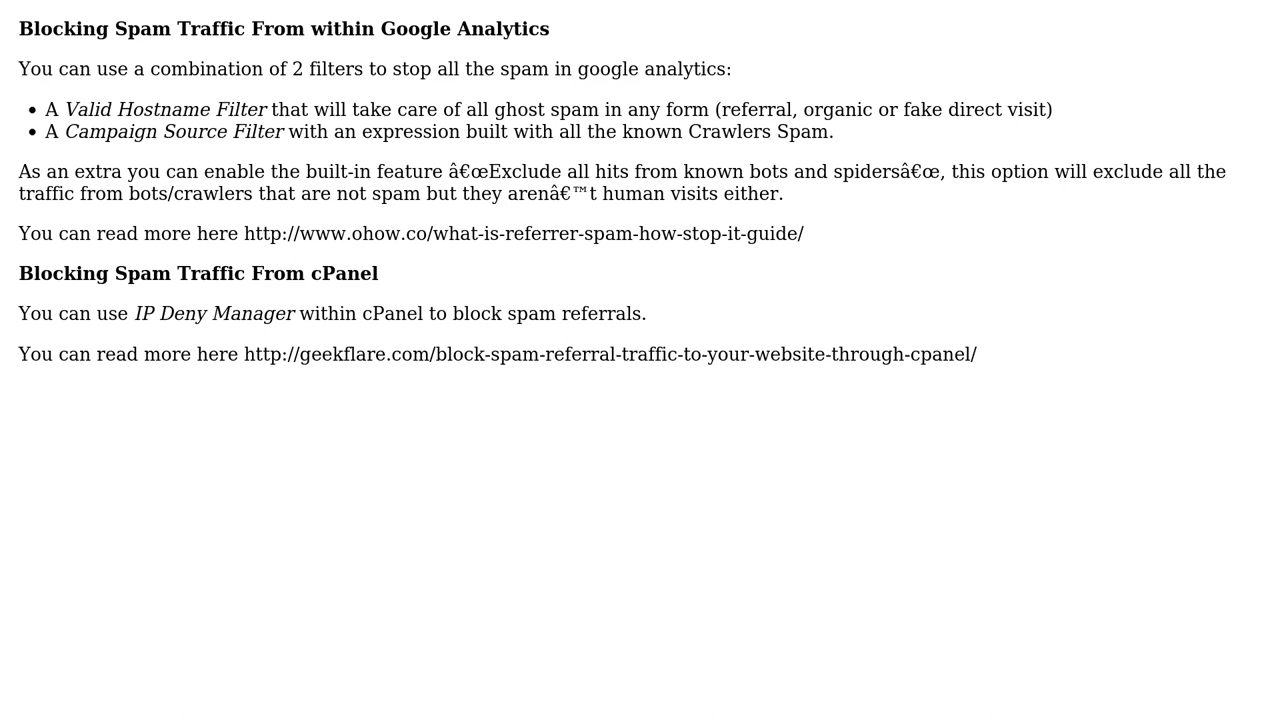 Blocking Spam Traffic From within Google Analytics
You can use a combination of 2 filters to stop all the spam in google analytics:
• A Valid Hostname Filter that will take care of all ghost spam in any form (referral, organic or fake direct visit)
• A Campaign Source Filter with an expression built with all the known Crawlers Spam.
As an extra you can enable the built-in feature â€œExclude all hits from known bots and spidersâ€œ, this option will exclude all the
traffic from bots/crawlers that are not spam but they arenâ€™t human visits either.
You can read more here http://www.ohow.co/what-is-referrer-spam-how-stop-it-guide/
Blocking Spam Traffic From cPanel
You can use IP Deny Manager within cPanel to block spam referrals.
You can read more here http://geekflare.com/block-spam-referral-traffic-to-your-website-through-cpanel/